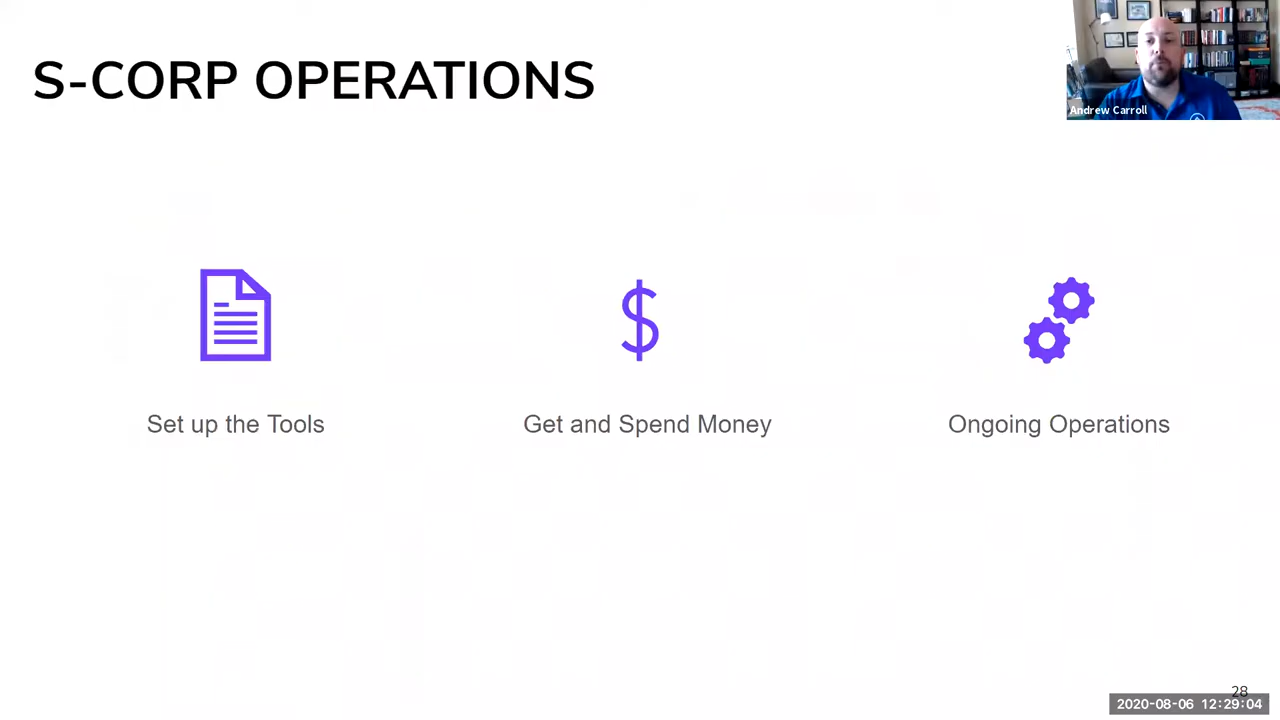 S-CORP OPERATIONS
Andrew Carroll
$
Set up the Tools
Get and Spend Money
Ongoing Operations
28
2020-08-06 12:29:04